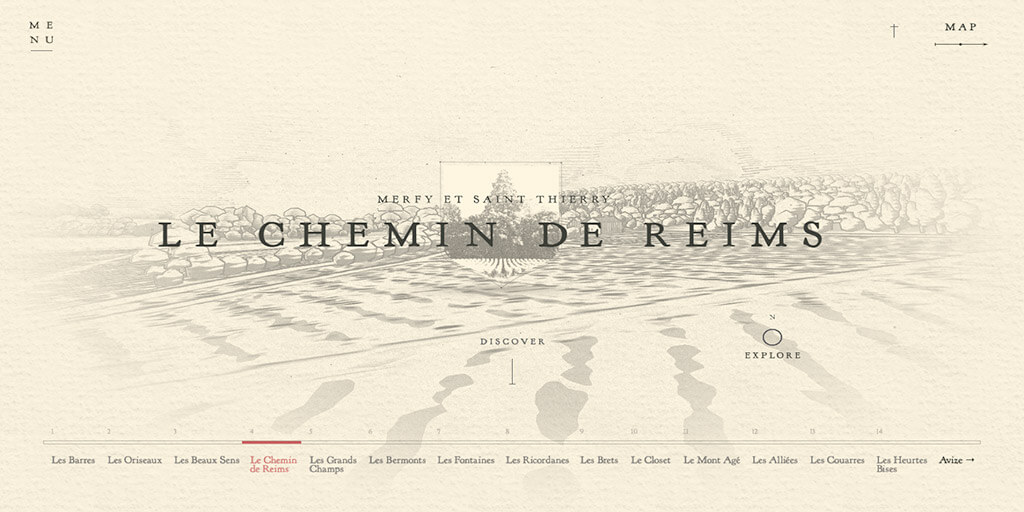 ME
NU
MAP
MERFY ET SAINT THIERRY
LE CHEMIN DE REIMS
DISCOVER
N
EXPLORE
1 2 3 4 5 6 7 8 9 10 11 12 13 14
Les Barres Les Oriseaux Les Beaux Sens Le Chemin Les Grands Les Bermonts Les Fontaines Les Ricordanes Les Brets Le Closet Le Mont Agé Les Alliées Les Couarres Les Heurtes Avize →
de Reims Champs Bises